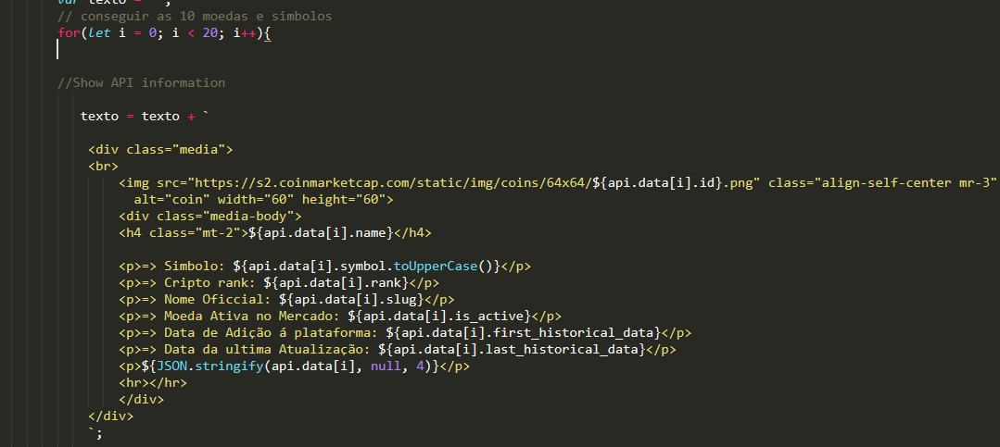 var texto = "";
// conseguir as 10 moedas e simbolos
for(let i = 0; i < 20; i++){
//Show API information
texto = texto + `
<div class="media">
<br>
<img src="https://s2.coinmarketcap.com/static/img/coins/64x64/${api.data[i].id}.png" class="align-self-center mr-3"
alt="coin" width="60" height="60">
<div class="media-body">
<h4 class="mt-2">${api.data[i].name}</h4>
<p>=> Simbolo: ${api.data[i].symbol.toUpperCase()}</p>
<p>=> Cripto rank: ${api.data[i].rank}</p>
<p>=> Nome Oficcial: ${api.data[i].slug}</p>
<p>=> Moeda Ativa no Mercado: ${api.data[i].is_active}</p>
<p>=> Data de Adição á plataforma: ${api.data[i].first_historical_data}</p>
<p>=> Data da ultima Atualização: ${api.data[i].last_historical_data}</p>
<p>${JSON.stringify(api.data[i], null, 4)}</p>
<hr></hr>
</div>
</div>
`;